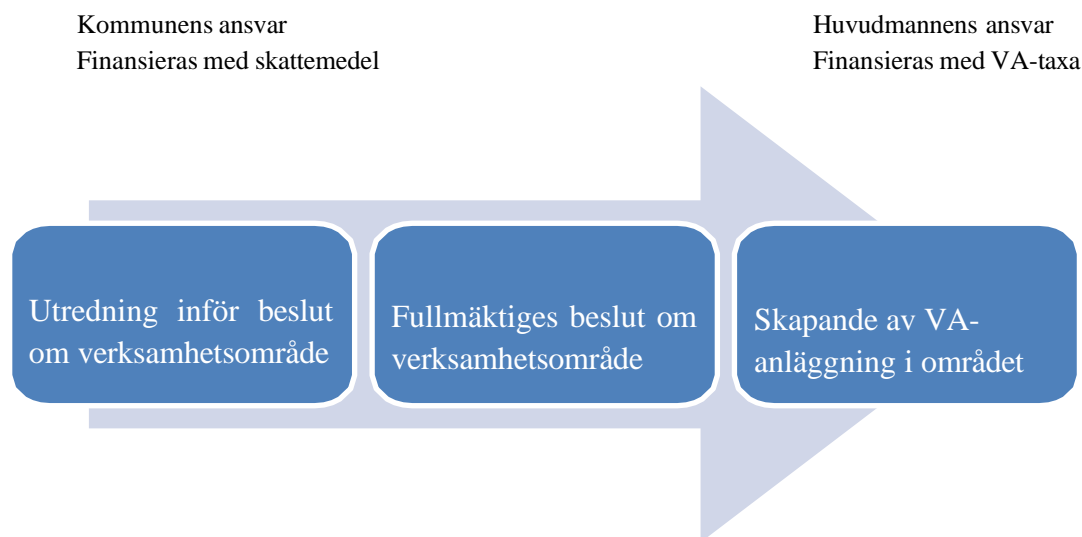 Kommunens ansvar
Finansieras med skattemedel
Huvudmannens ansvar
Finansieras med VA-taxa
Utredning inför beslut
om verksamhetsområde
Fullmäktiges beslut om
verksamhetsområde
Skapande av VA-
anläggning i området